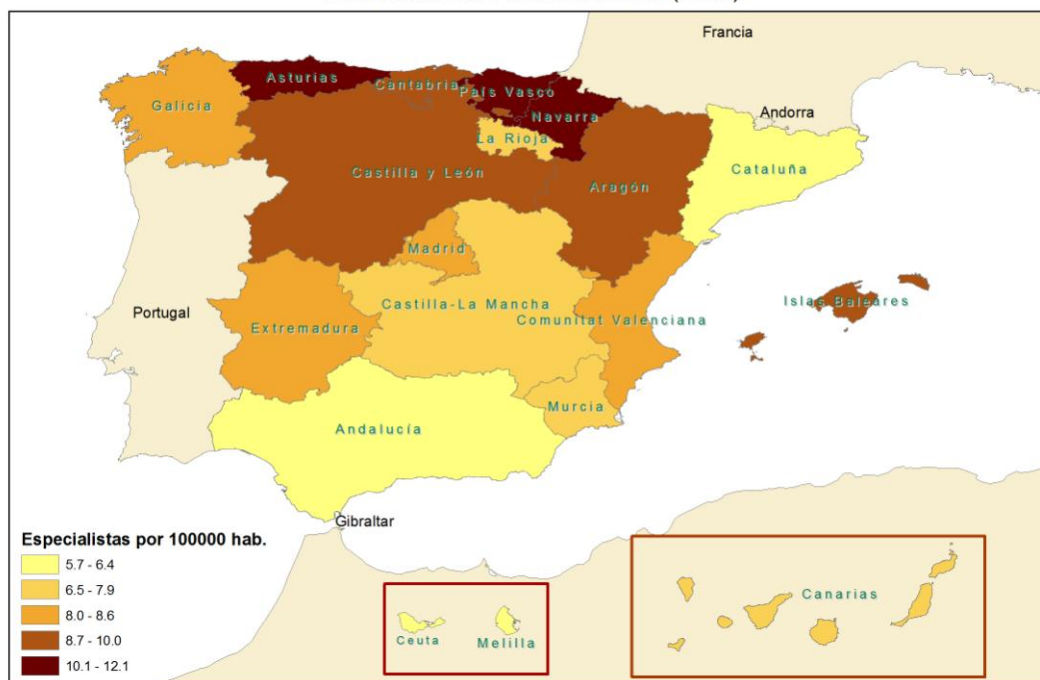 Francia
Asturias
Cantabria
País Vasco
Galicia
Navarra
Andorra
La Rioja
Castilla y León
Cataluña
Aragón
Madrid
Islas Baleares
Castilla-La Mancha
Portugal
Extremadura
Comunitat Valenciana
Murcia
Andalucía
Gibraltar
Especialistas por 100000 hab.
5.7 - 6.4
6.5 - 7.9
8.0 - 8.6
8.7 - 10.0
10.1 - 12.1
Ceuta
Melilla
Canarias